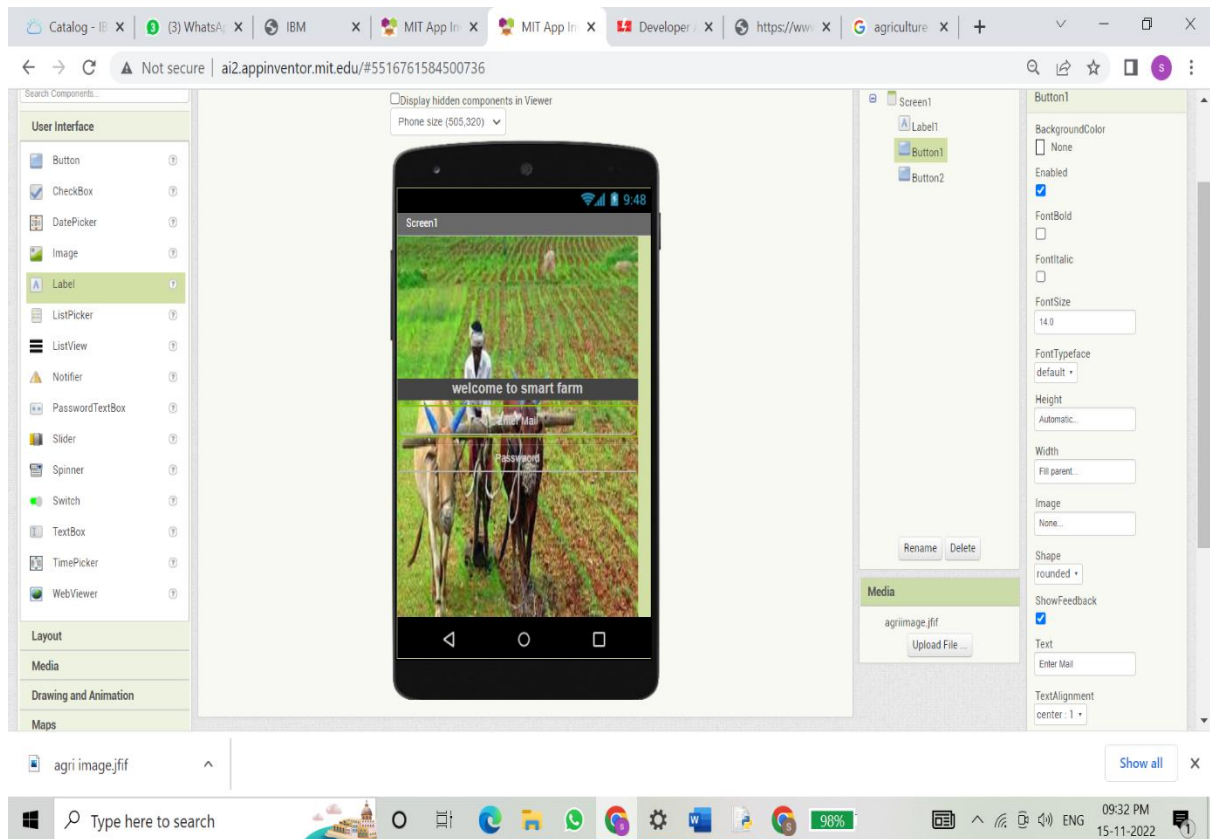 Catalog - IB
(3) WhatsAp
IBM
MIT App In
MIT App In
Developer
https://www
agriculture
Not secure | ai2.appinventor.mit.edu/#5516761584500736
s
Search Components...
User Interface
Button
CheckBox
DatePicker
Image
Label
ListPicker
ListView
Notifier
PasswordTextBox
Slider
Spinner
Switch
TextBox
TimePicker
WebViewer
Layout
Media
Drawing and Animation
Maps
Display hidden components in Viewer
Phone size (505,320)
9:48
Screen1
welcome to smart farm
Enter Mail
Screen1
Label1
Button1
Button2
Rename Delete
Media
agriimage.jfif
Upload File ...
Button1
BackgroundColor
None
Enabled
FontBold
FontItalic
FontSize
14.0
FontTypeface
default
Height
Automatic...
Width
Fill parent...
Image
None...
Shape
rounded
ShowFeedback
Text
Enter Mail
TextAlignment
center : 1
agri image.jfif
Show all
Type here to search
98%
ENG
09:32 PM
15-11-2022